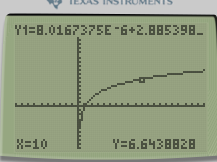 TEXAS INSTRUMENTS
Y1=8.0167375E-6+2.885398…
X=10 Y=6.6438828